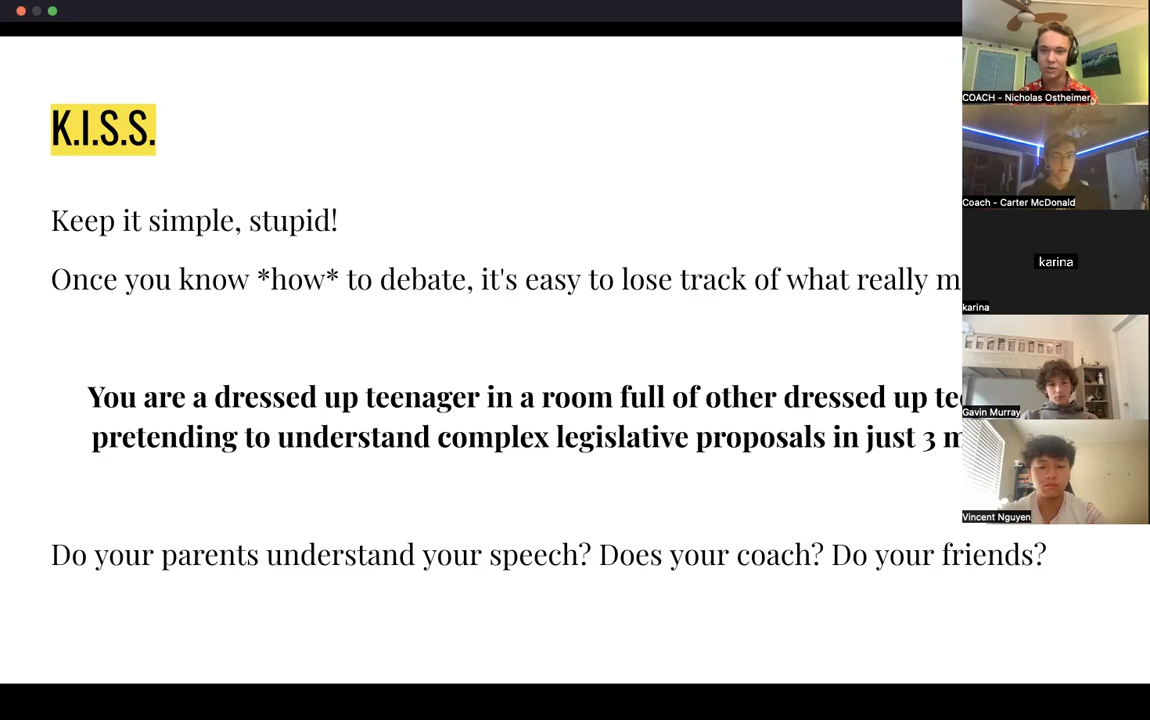 K.I.S.S.
Keep it simple, stupid!
Once you know *how* to debate, it's easy to lose track of what really
You are a dressed up teenager in a room full of other dressed up
pretending to understand complex legislative proposals in just 3
Do your parents understand your speech? Does your coach? Do your friends?
COACH - Nicholas Ostheimer
Coach - Carter McDonald
karina
karina
Gavin Murray
Vincent Nguyen